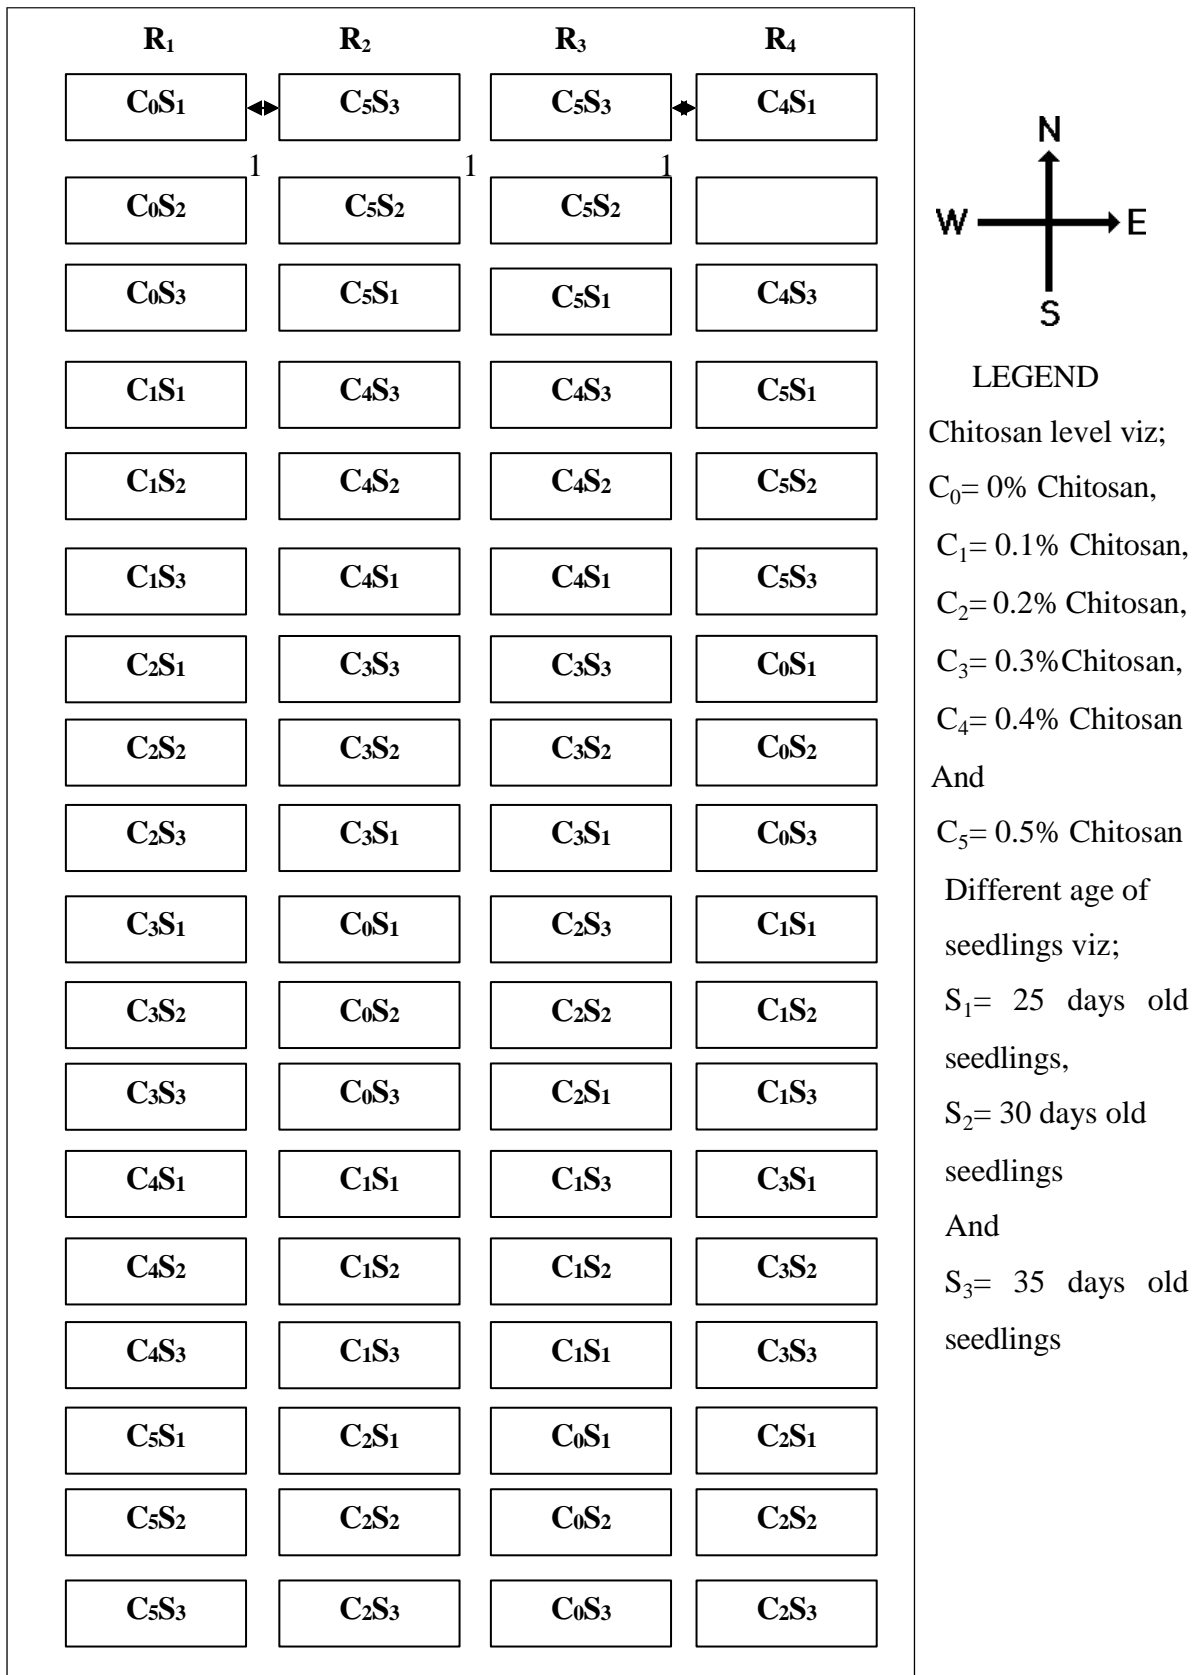 R₁ R₂ R₃ R₄
C₀S₁ C₅S₃ C₅S₃ C₄S₁
1 1 1
C₀S₂ C₅S₂ C₅S₂
C₀S₃ C₅S₁ C₅S₁ C₄S₃
C₁S₁ C₄S₃ C₄S₃ C₅S₁
C₁S₂ C₄S₂ C₄S₂ C₅S₂
C₁S₃ C₄S₁ C₄S₁ C₅S₃
C₂S₁ C₃S₃ C₃S₃ C₀S₁
C₂S₂ C₃S₂ C₃S₂ C₀S₂
C₂S₃ C₃S₁ C₃S₁ C₀S₃
C₃S₁ C₀S₁ C₂S₃ C₁S₁
C₃S₂ C₀S₂ C₂S₂ C₁S₂
C₃S₃ C₀S₃ C₂S₁ C₁S₃
C₄S₁ C₁S₁ C₁S₃ C₃S₁
C₄S₂ C₁S₂ C₁S₂ C₃S₂
C₄S₃ C₁S₃ C₁S₁ C₃S₃
C₅S₁ C₂S₁ C₀S₁ C₂S₁
C₅S₂ C₂S₂ C₀S₂ C₂S₂
C₅S₃ C₂S₃ C₀S₃ C₂S₃
N
W E
S
LEGEND
Chitosan level viz;
C₀= 0% Chitosan,
C₁= 0.1% Chitosan,
C₂= 0.2% Chitosan,
C₃= 0.3%Chitosan,
C₄= 0.4% Chitosan
And
C₅= 0.5% Chitosan
Different age of
seedlings viz;
S₁= 25 days old
seedlings,
S₂= 30 days old
seedlings
And
S₃= 35 days old
seedlings